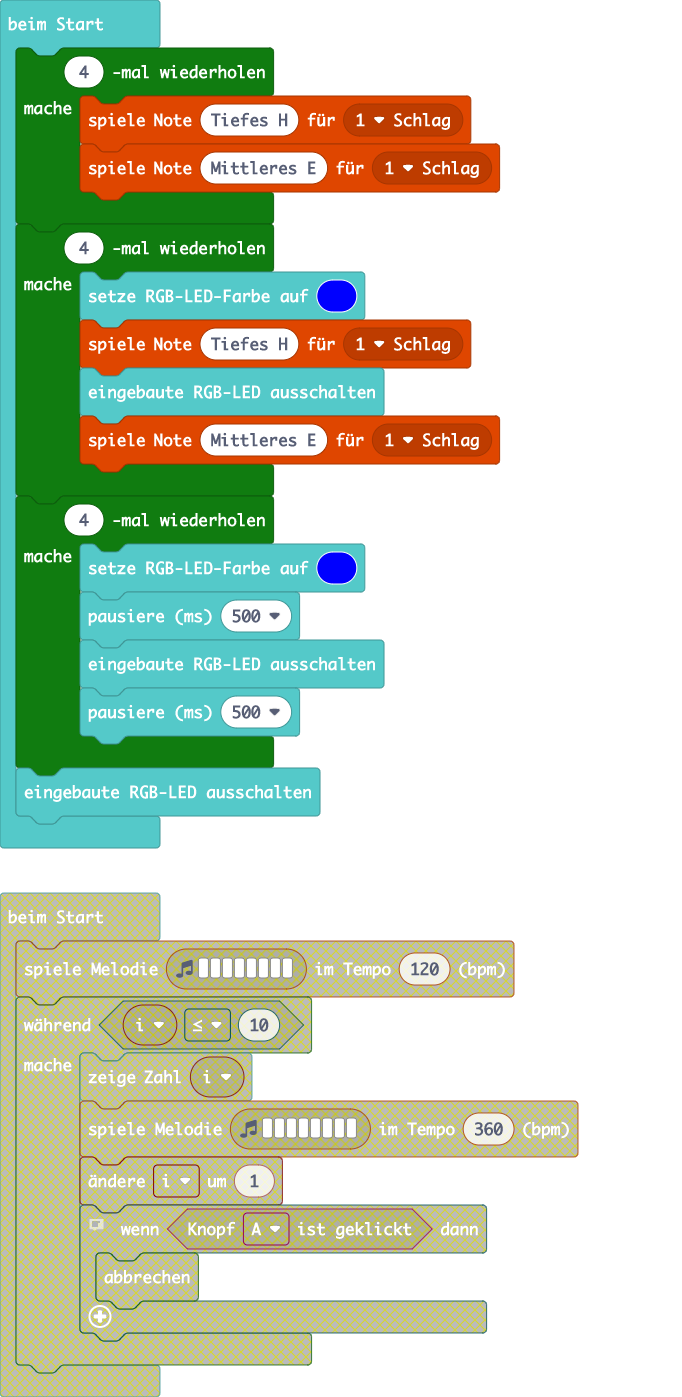 beim Start
4 -mal wiederholen
mache
spiele Note Tiefes H für 1 Schlag
spiele Note Mittleres E für 1 Schlag
4 -mal wiederholen
mache
setze RGB-LED-Farbe auf
spiele Note Tiefes H für 1 Schlag
eingebaute RGB-LED ausschalten
spiele Note Mittleres E für 1 Schlag
4 -mal wiederholen
mache
setze RGB-LED-Farbe auf
pausiere (ms) 500
eingebaute RGB-LED ausschalten
pausiere (ms) 500
eingebaute RGB-LED ausschalten
beim Start
spiele Melodie im Tempo 120 (bpm)
während i ≤ 10
mache
zeige Zahl i
spiele Melodie im Tempo 360 (bpm)
ändere i um 1
wenn Knopf A ist geklickt dann
abbrechen